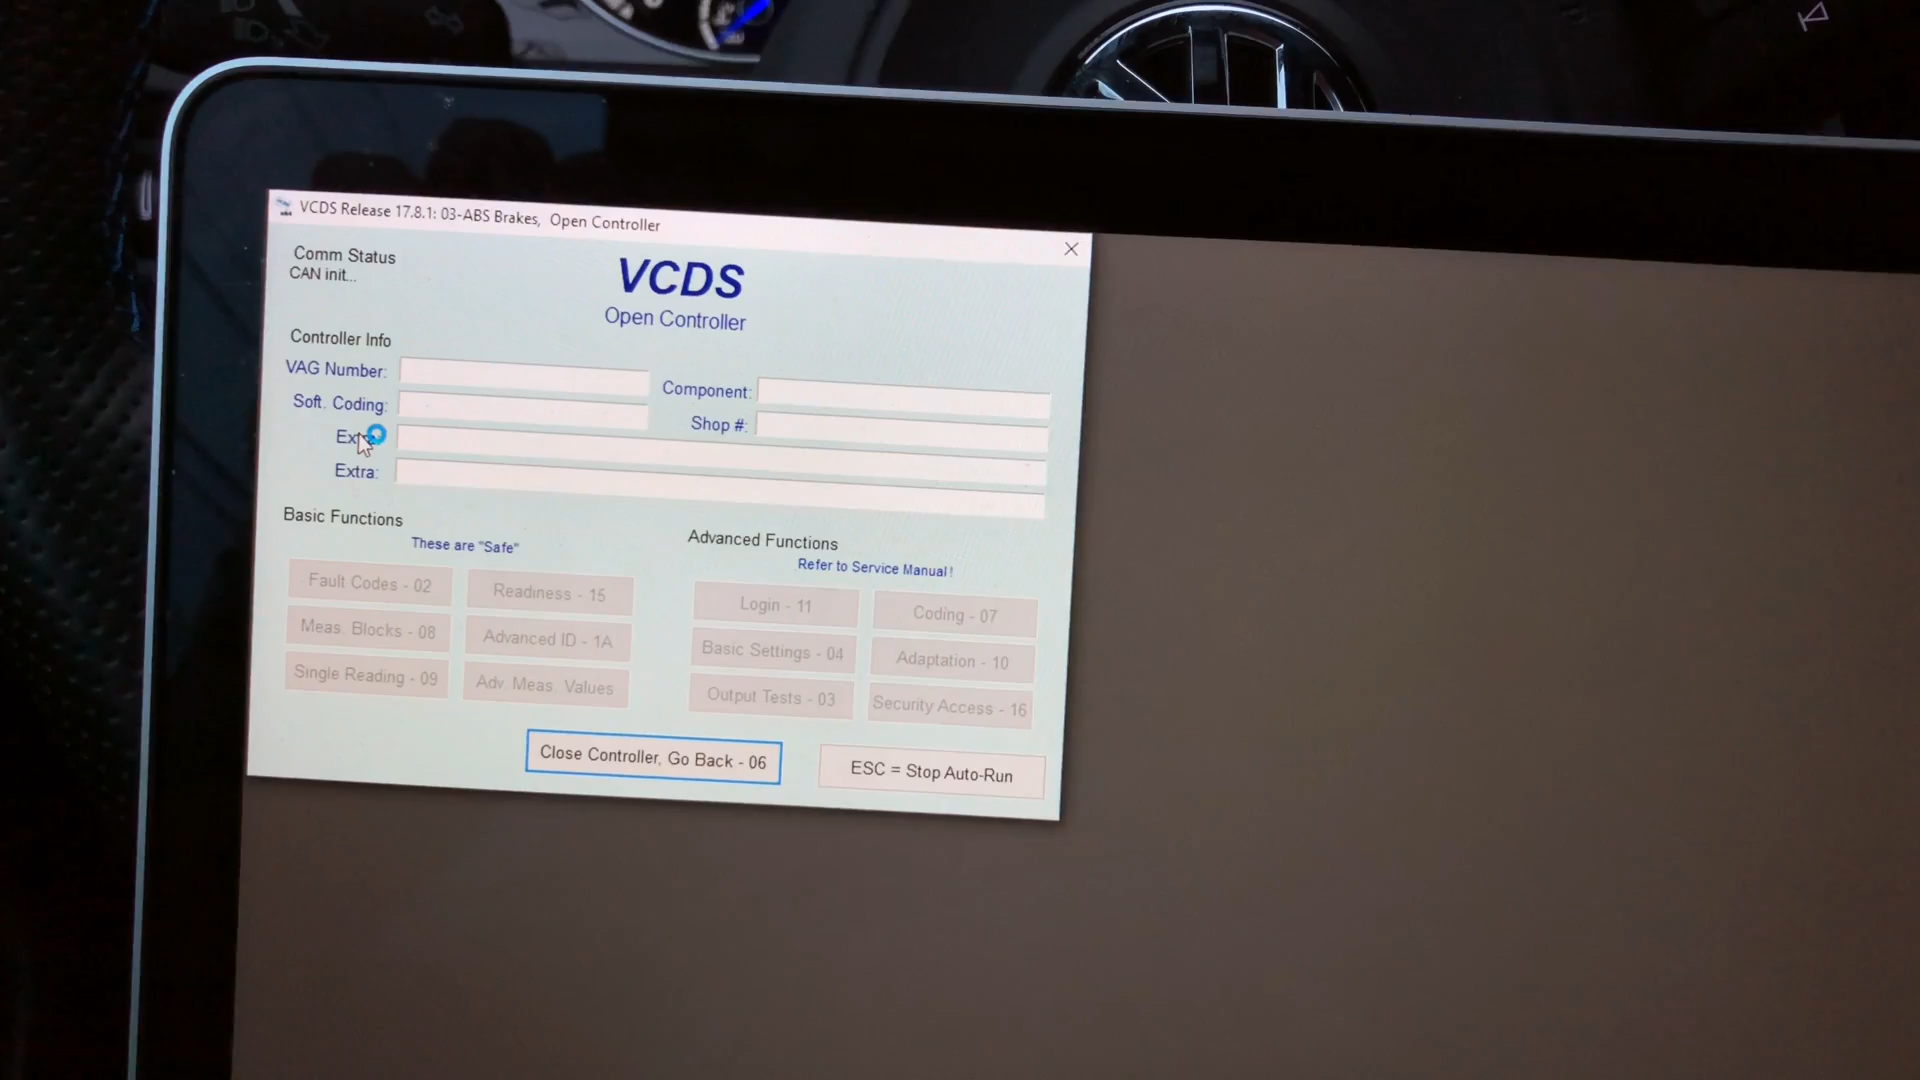 VCDS Release 17.8.1: 03-ABS Brakes, Open Controller
Comm Status
CAN init...
VCDS
Open Controller
Controller Info
VAG Number:
Component:
Soft. Coding:
Shop #:
Ex
Extra:
Basic Functions
These are "Safe"
Advanced Functions
Refer to Service Manual!
Fault Codes - 02
Readiness - 15
Login - 11
Coding - 07
Meas. Blocks - 08
Advanced ID - 1A
Basic Settings - 04
Adaptation - 10
Single Reading - 09
Adv. Meas. Values
Output Tests - 03
Security Access - 16
Close Controller, Go Back - 06
ESC = Stop Auto-Run